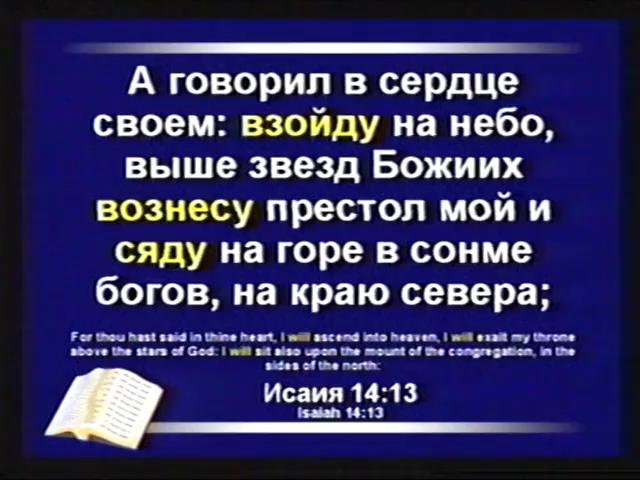 А говорил в сердце
своем: взойду на небо,
выше звезд Божиих
вознесу престол мой и
сяду на горе в сонме
богов, на краю севера;
For thou hast said in thine heart, I will ascend into heaven, I will exalt my throne
above the stars of God: I will sit also upon the mount of the congregation, in the
sides of the north:
Исаия 14:13
Isaiah 14:13